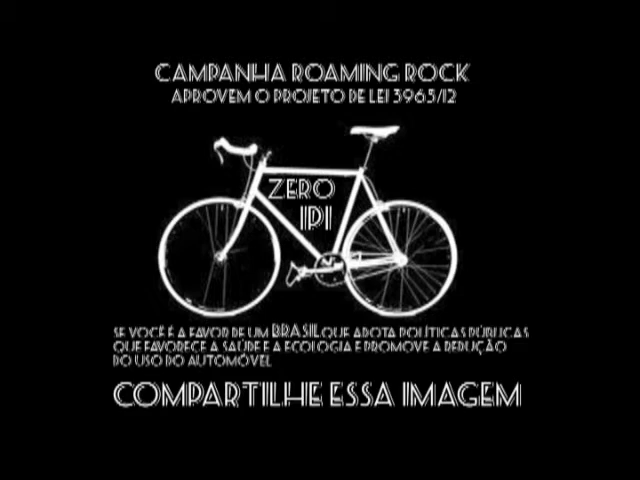 CAMPANHA ROAMING ROCK
APROVEM O PROJETO DE LEI 3965/12
ZERO
IPI
SE VOCÊ É A FAVOR DE UM BRASIL QUE ADOTA POLÍTICAS PÚBLICAS
QUE FAVORECE A SAÚDE E A ECOLOGIA E PROMOVE A REDUÇÃO
DO USO DO AUTOMÓVEL
COMPARTILHE ESSA IMAGEM